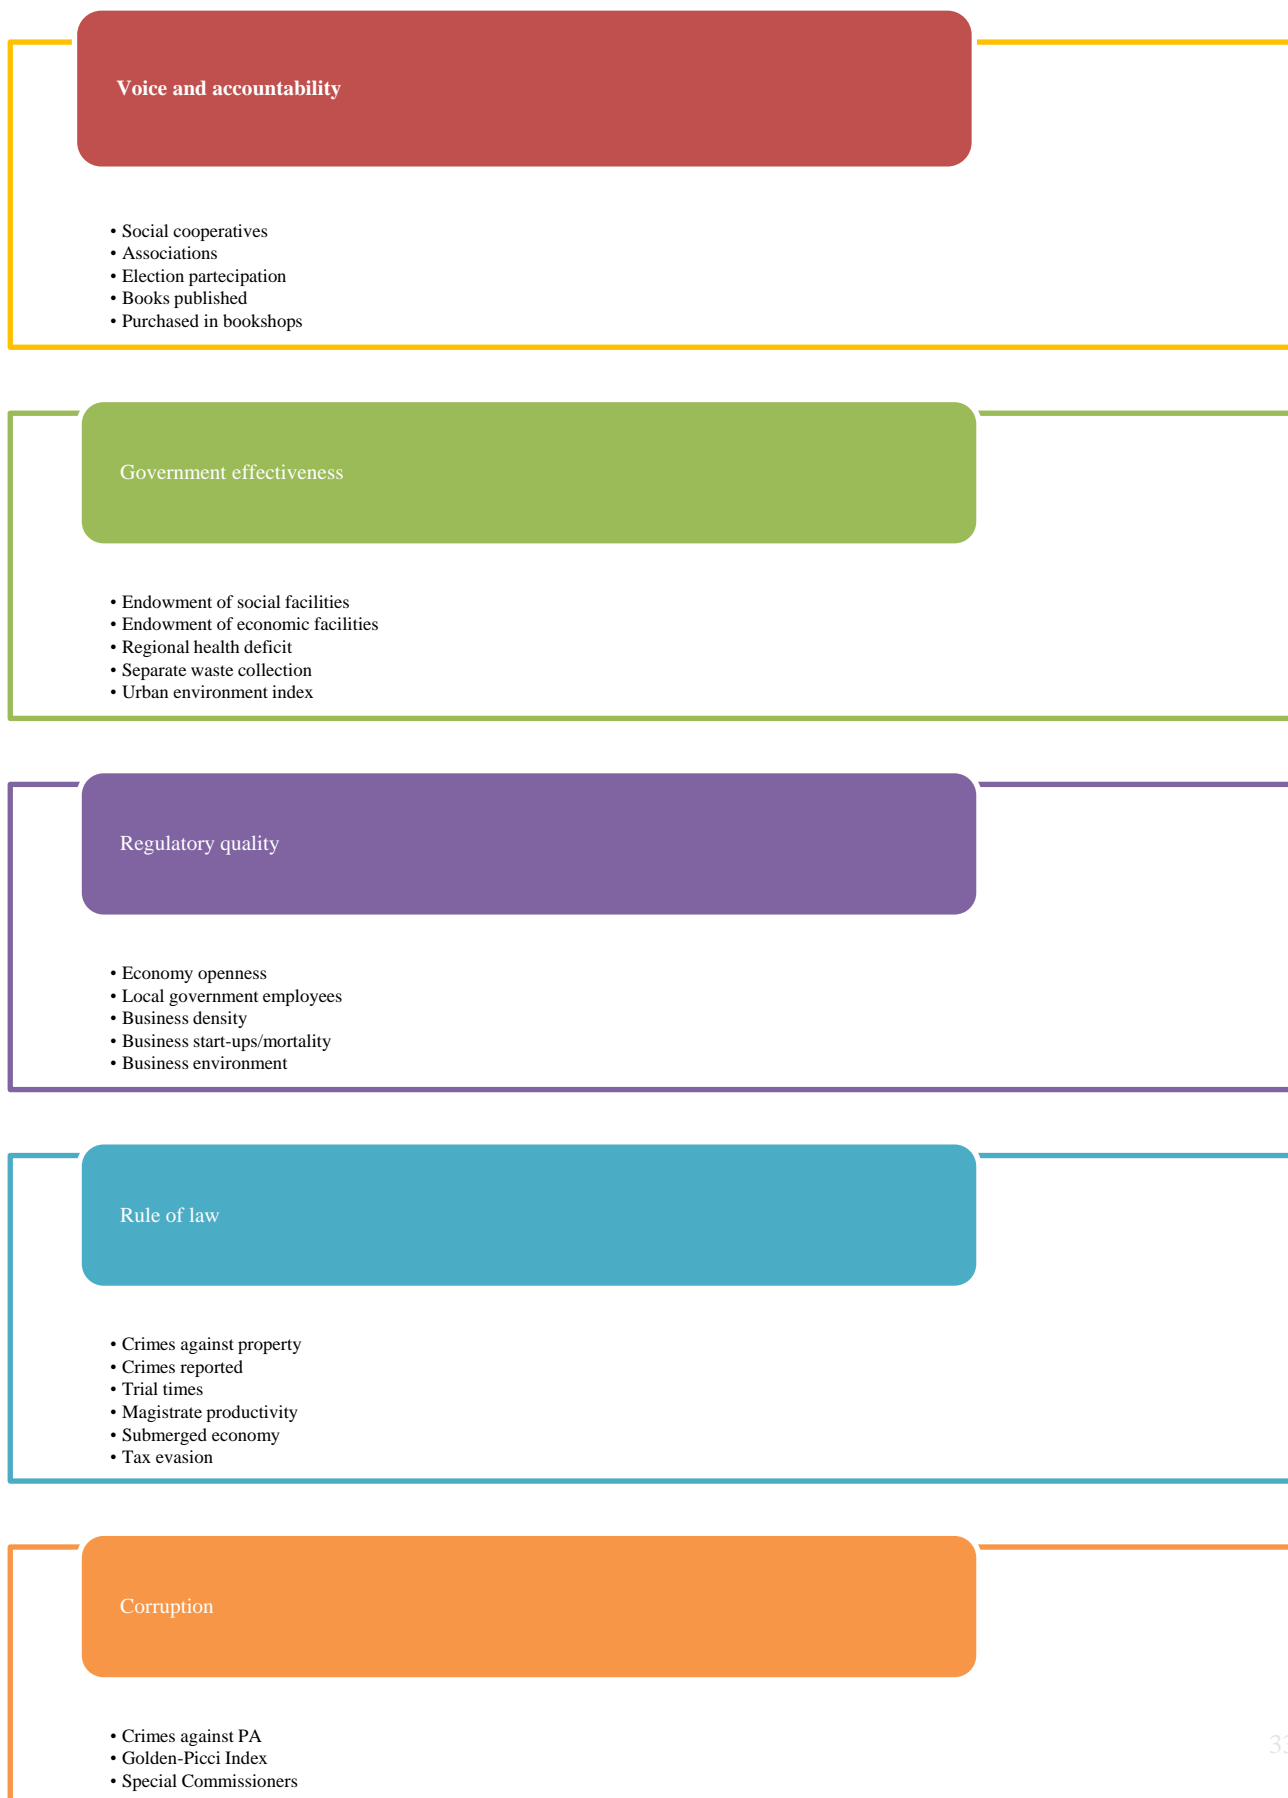 Voice and accountability
• Social cooperatives
• Associations
• Election partecipation
• Books published
• Purchased in bookshops
Government effectiveness
• Endowment of social facilities
• Endowment of economic facilities
• Regional health deficit
• Separate waste collection
• Urban environment index
Regulatory quality
• Economy openness
• Local government employees
• Business density
• Business start-ups/mortality
• Business environment
Rule of law
• Crimes against property
• Crimes reported
• Trial times
• Magistrate productivity
• Submerged economy
• Tax evasion
Corruption
• Crimes against PA
• Golden-Picci Index
• Special Commissioners
33